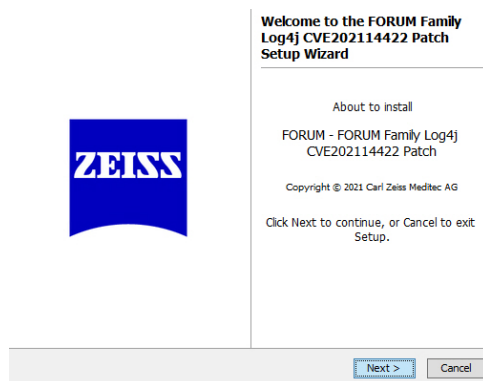 Welcome to the FORUM Family
Log4j CVE202114422 Patch
Setup Wizard
About to install
FORUM - FORUM Family Log4j
CVE202114422 Patch
Copyright © 2021 Carl Zeiss Meditec AG
Click Next to continue, or Cancel to exit
Setup.
ZEISS
Next >
Cancel